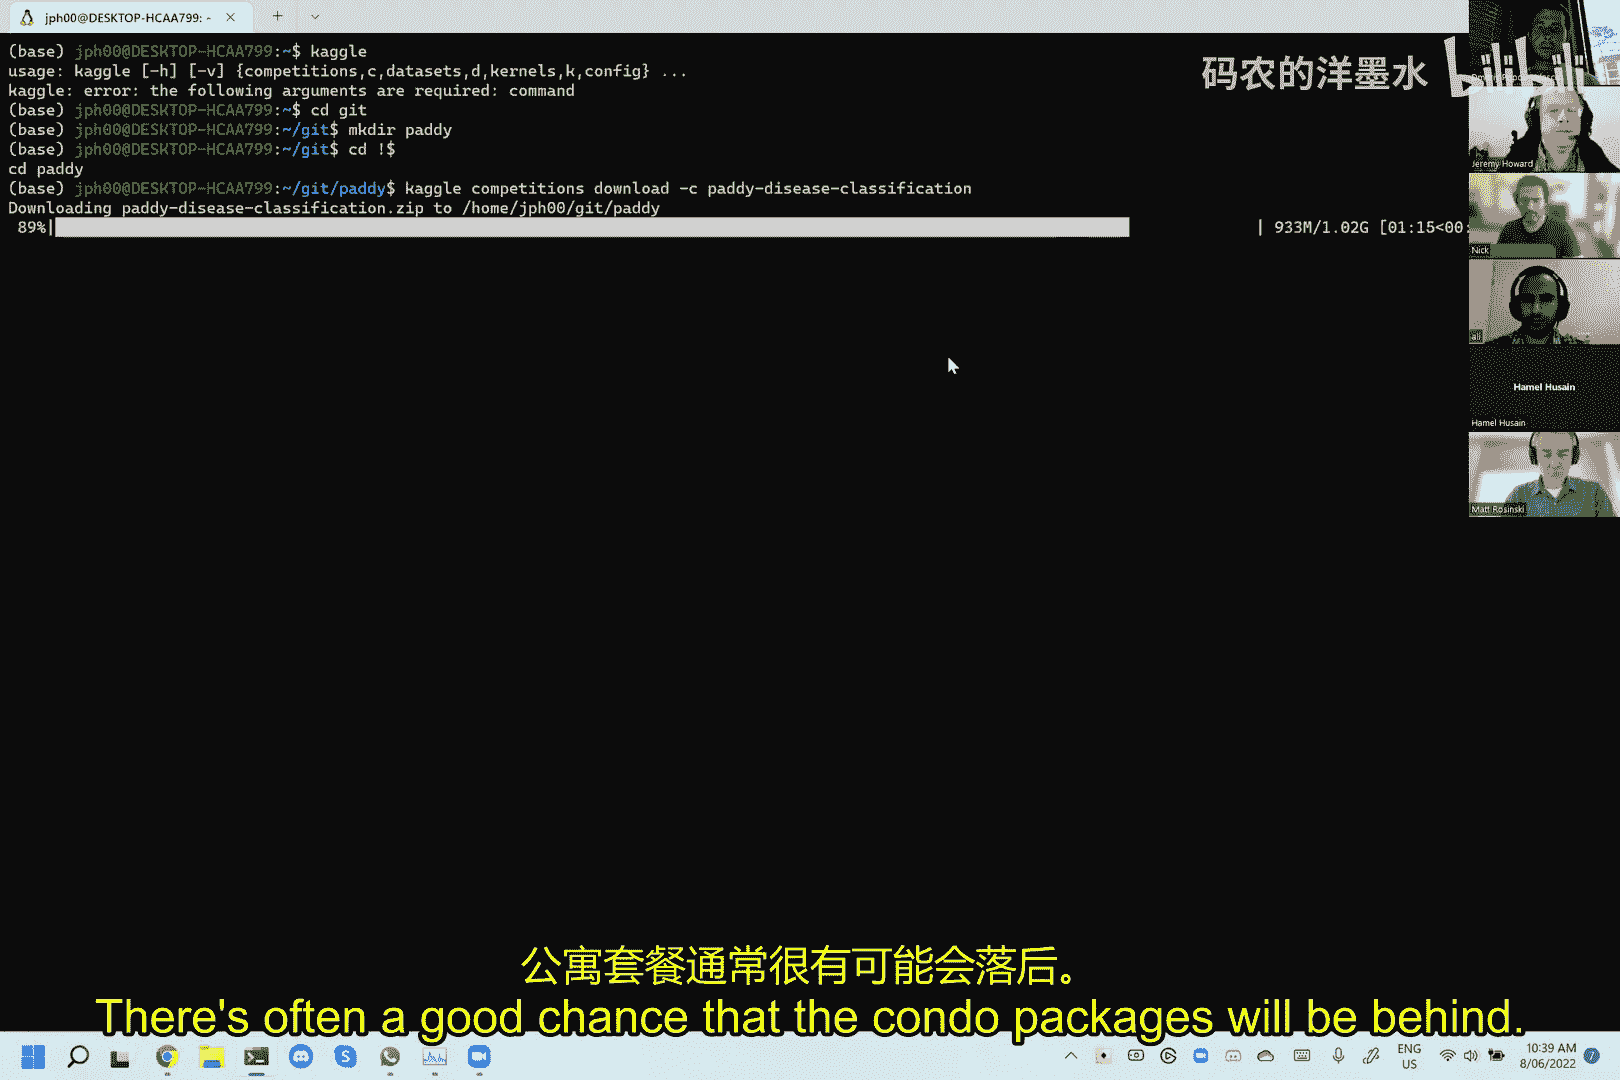 jph00@DESKTOP-HCAA799: ~
(base) jph00@DESKTOP-HCAA799:~$ kaggle
usage: kaggle [-h] [-v] {competitions,c,datasets,d,kernels,k,config} ...
kaggle: error: the following arguments are required: command
(base) jph00@DESKTOP-HCAA799:~$ cd git
(base) jph00@DESKTOP-HCAA799:~/git$ mkdir paddy
(base) jph00@DESKTOP-HCAA799:~/git$ cd !$
cd paddy
(base) jph00@DESKTOP-HCAA799:~/git/paddy$ kaggle competitions download -c paddy-disease-classification
Downloading paddy-disease-classification.zip to /home/jph00/git/paddy
89%| | 933M/1.02G [01:15<00:
码农的洋墨水 bilibili
Jeremy Howard
Nick
ali
Hamel Husain
Hamel Husain
Matt Rosinski
公寓套餐通常很有可能会落后。
There's often a good chance that the condo packages will be behind.
ENG
US
10:39 AM
8/06/2022
7